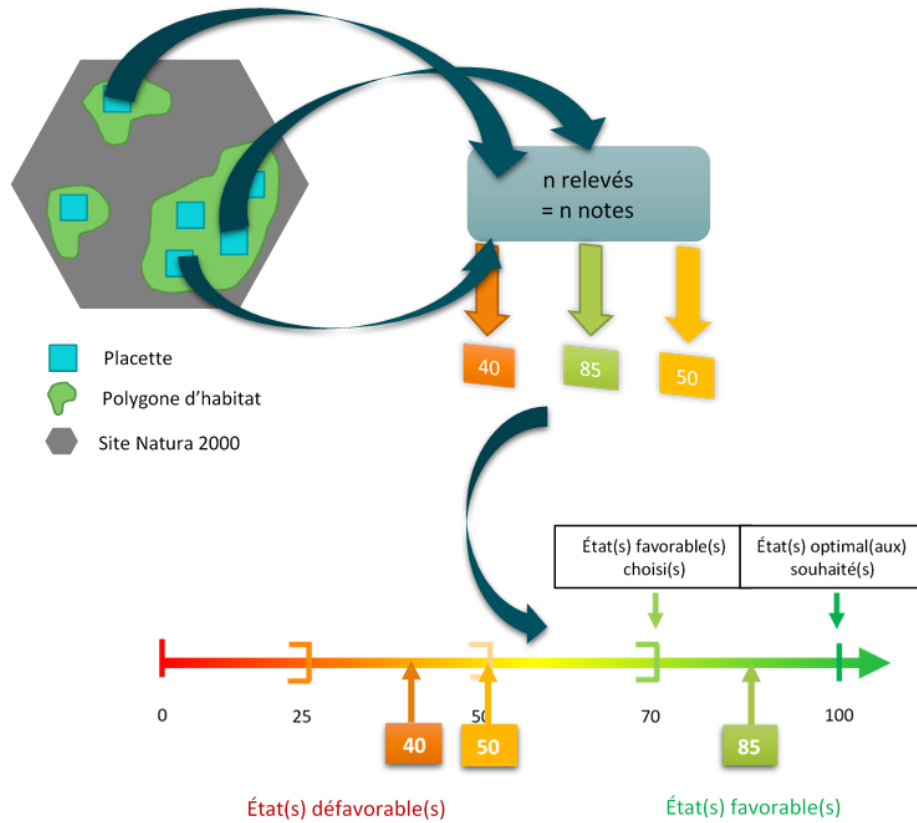 n relevés
= n notes
40
85
50
Placette
Polygone d'habitat
Site Natura 2000
État(s) favorable(s)
choisi(s)
État(s) optimal(aux)
souhaité(s)
0
25
50
70
100
40
50
85
État(s) défavorable(s)
État(s) favorable(s)